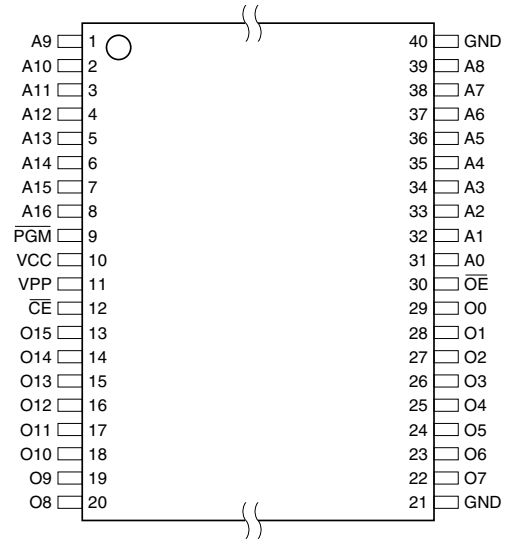 A9 1 40 GND
A10 2 39 A8
A11 3 38 A7
A12 4 37 A6
A13 5 36 A5
A14 6 35 A4
A15 7 34 A3
A16 8 33 A2
P̅G̅M̅ 9 32 A1
VCC 10 31 A0
VPP 11 30 O̅E̅
C̅E̅ 12 29 O0
O15 13 28 O1
O14 14 27 O2
O13 15 26 O3
O12 16 25 O4
O11 17 24 O5
O10 18 23 O6
O9 19 22 O7
O8 20 21 GND